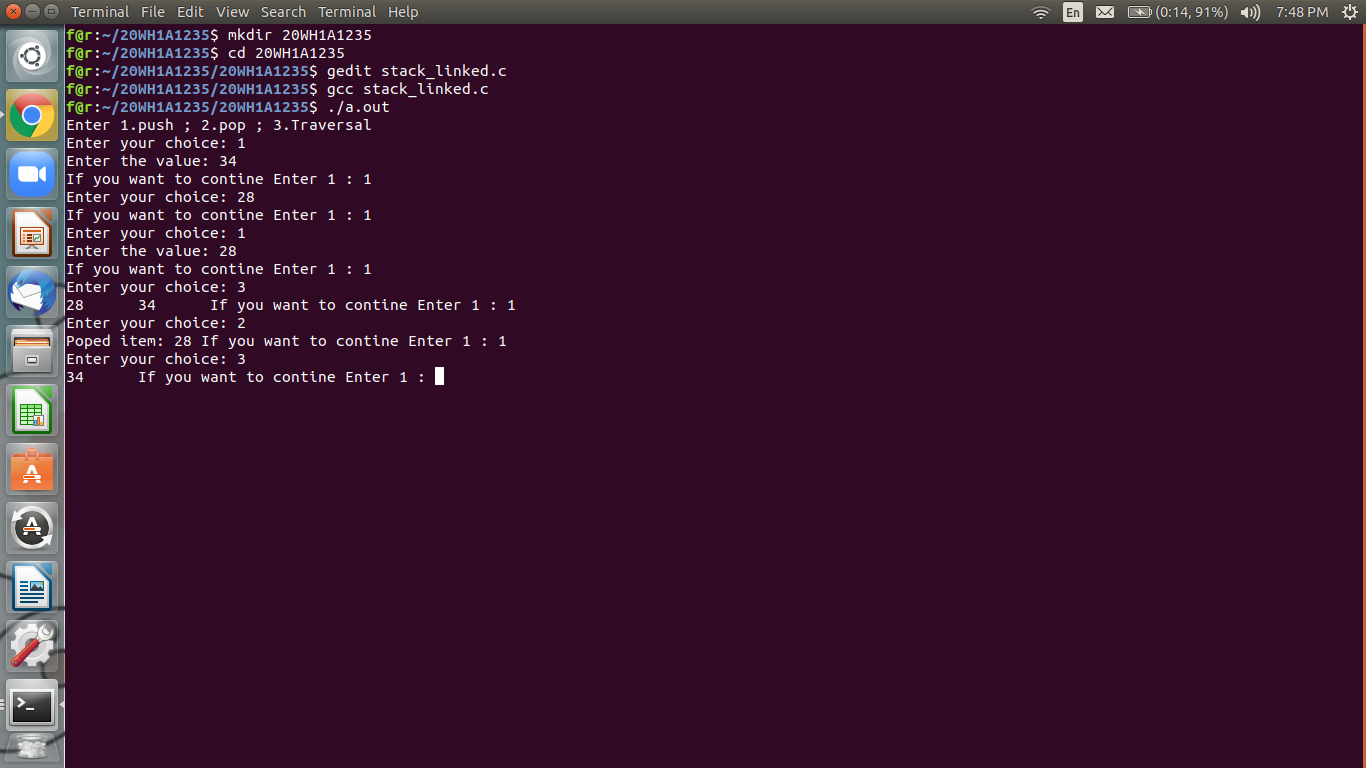 Terminal File Edit View Search Terminal Help En (0:14, 91%) 7:48 PM
f@r:~/20WH1A1235$ mkdir 20WH1A1235
f@r:~/20WH1A1235$ cd 20WH1A1235
f@r:~/20WH1A1235/20WH1A1235$ gedit stack_linked.c
f@r:~/20WH1A1235/20WH1A1235$ gcc stack_linked.c
f@r:~/20WH1A1235/20WH1A1235$ ./a.out
Enter 1.push ; 2.pop ; 3.Traversal
Enter your choice: 1
Enter the value: 34
If you want to contine Enter 1 : 1
Enter your choice: 28
If you want to contine Enter 1 : 1
Enter your choice: 1
Enter the value: 28
If you want to contine Enter 1 : 1
Enter your choice: 3
28      34      If you want to contine Enter 1 : 1
Enter your choice: 2
Poped item: 28 If you want to contine Enter 1 : 1
Enter your choice: 3
34      If you want to contine Enter 1 :